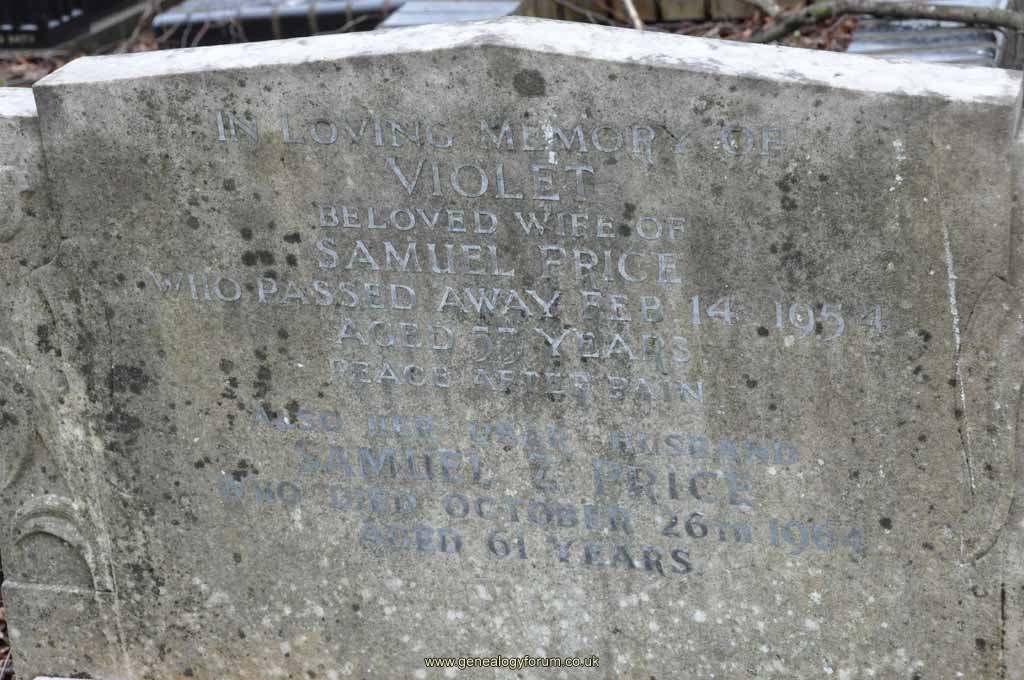 IN LOVING MEMORY OF
VIOLET
BELOVED WIFE OF
SAMUEL PRICE
WHO PASSED AWAY FEB 14 1954
AGED YEARS
PEACE AFTER PAIN
ALSO HER DEAR HUSBAND
SAMUEL Z. PRICE
WHO DIED OCTOBER 26TH 1964
AGED 61 YEARS.
www.genealogyforum.co.uk